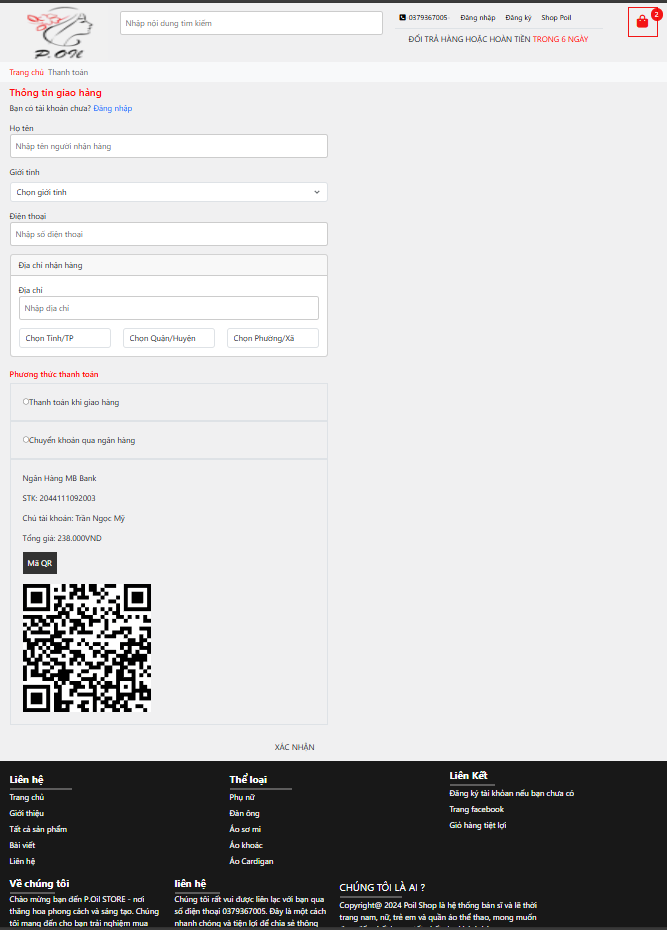 P.OIL
Nhập nội dung tìm kiếm
0379367005
Đăng nhập
Đăng ký
Shop Poil
2
ĐỔI TRẢ HÀNG HOẶC HOÀN TIỀN TRONG 6 NGÀY
Trang chủ Thanh toán
Thông tin giao hàng
Bạn có tài khoản chưa? Đăng nhập
Họ tên
Nhập tên người nhận hàng
Giới tính
Chọn giới tính
Điện thoại
Nhập số điện thoại
Địa chỉ nhận hàng
Địa chỉ
Nhập địa chỉ
Chọn Tỉnh/TP
Chọn Quận/Huyện
Chọn Phường/Xã
Phương thức thanh toán
Thanh toán khi giao hàng
Chuyển khoản qua ngân hàng
Ngân Hàng MB Bank
STK: 2044111092003
Chủ tài khoản: Trần Ngọc Mỹ
Tổng giá: 238.000VND
Mã QR
XÁC NHẬN
Liên hệ
Trang chủ
Giới thiệu
Tất cả sản phẩm
Bài viết
Liên hệ
Thể loại
Phụ nữ
Đàn ông
Áo sơ mi
Áo khoác
Áo Cardigan
Liên Kết
Đăng ký tài khoản nếu bạn chưa có
Trang facebook
Giỏ hàng tiệt lợi
Về chúng tôi
Chào mừng bạn đến P.Oil STORE - nơi
thăng hoa phong cách và sáng tạo. Chúng
tôi mang đến cho bạn trải nghiệm mua
liên hệ
Chúng tôi rất vui được liên lạc với bạn qua
số điện thoại 0379367005. Đây là một cách
nhanh chóng và tiện lợi để chia sẻ thông
CHÚNG TÔI LÀ AI ?
Copyright@ 2024 Poil Shop là hệ thống bán sỉ và lẻ thời
trang nam, nữ, trẻ em và quần áo thể thao, mong muốn